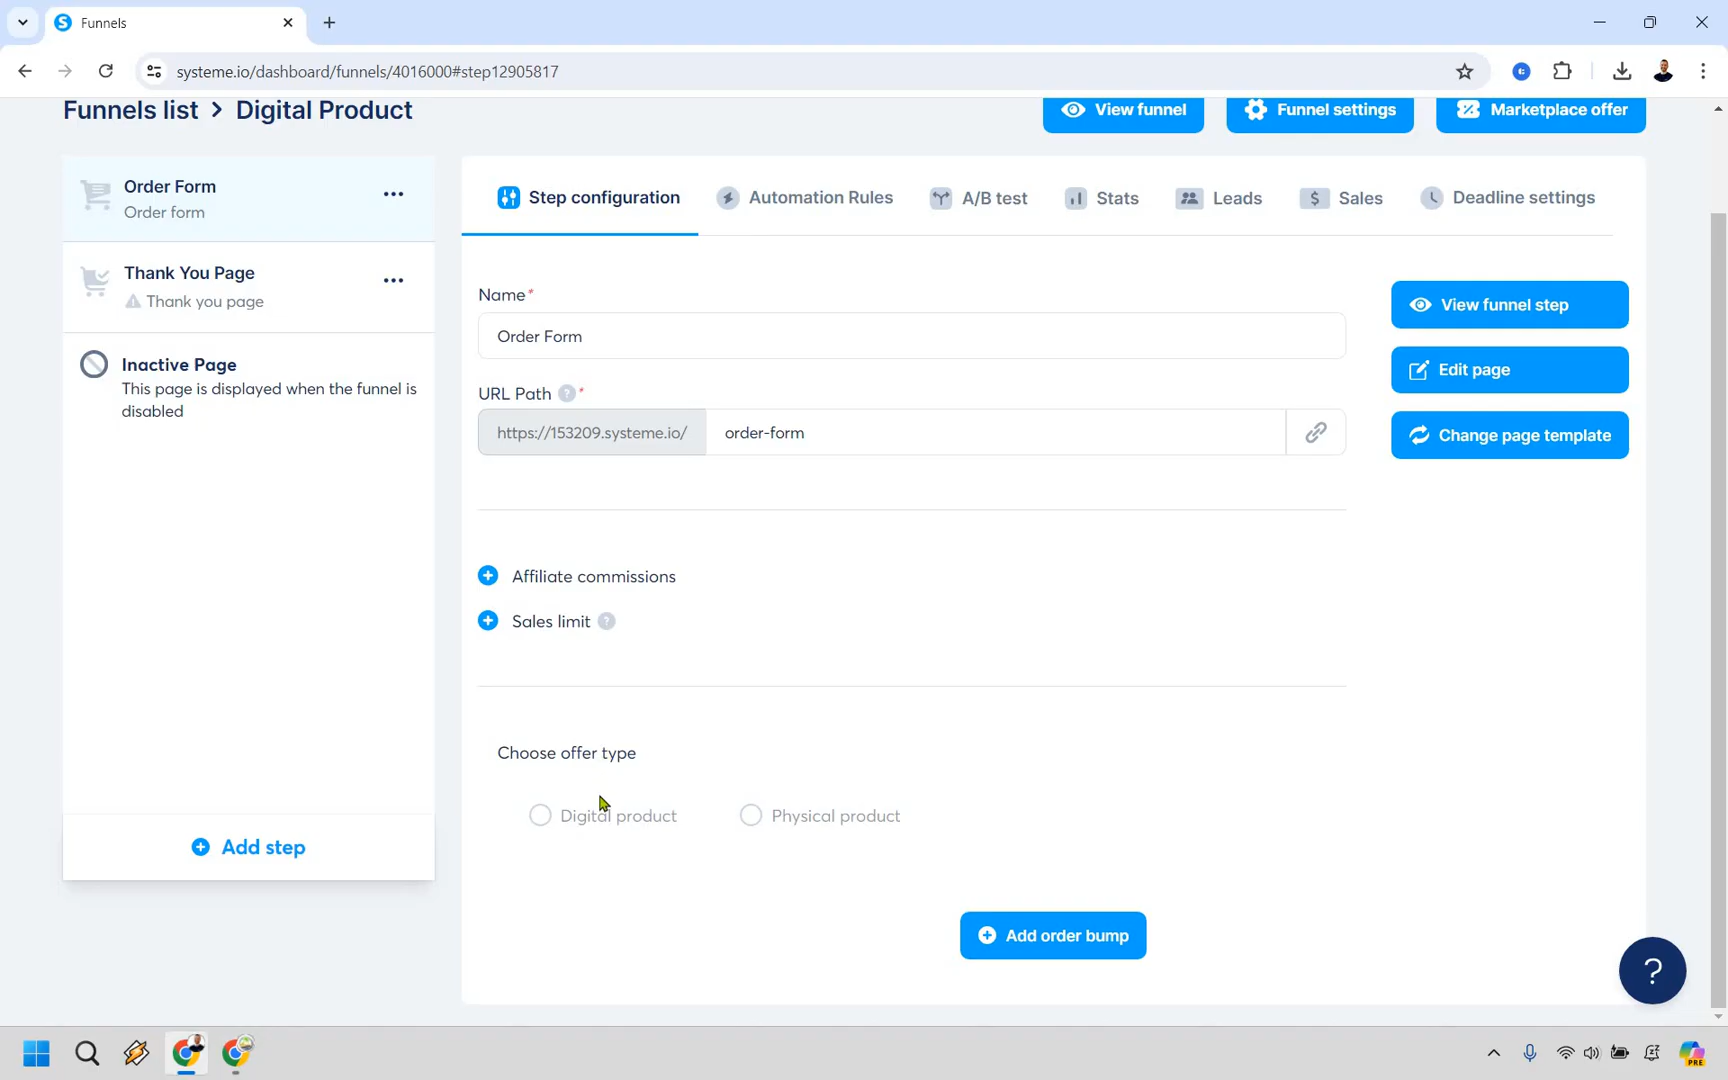 Funnels
systeme.io/dashboard/funnels/4016000#step12905817
Funnels list > Digital Product
View funnel
Funnel settings
Marketplace offer
Order Form
Order form
Thank You Page
Thank you page
Inactive Page
This page is displayed when the funnel is
disabled
Add step
Step configuration
Automation Rules
A/B test
Stats
Leads
Sales
Deadline settings
Name*
Order Form
URL Path ? *
https://153209.systeme.io/
order-form
View funnel step
Edit page
Change page template
Affiliate commissions
Sales limit ?
Choose offer type
Digital product
Physical product
Add order bump
?
PRE